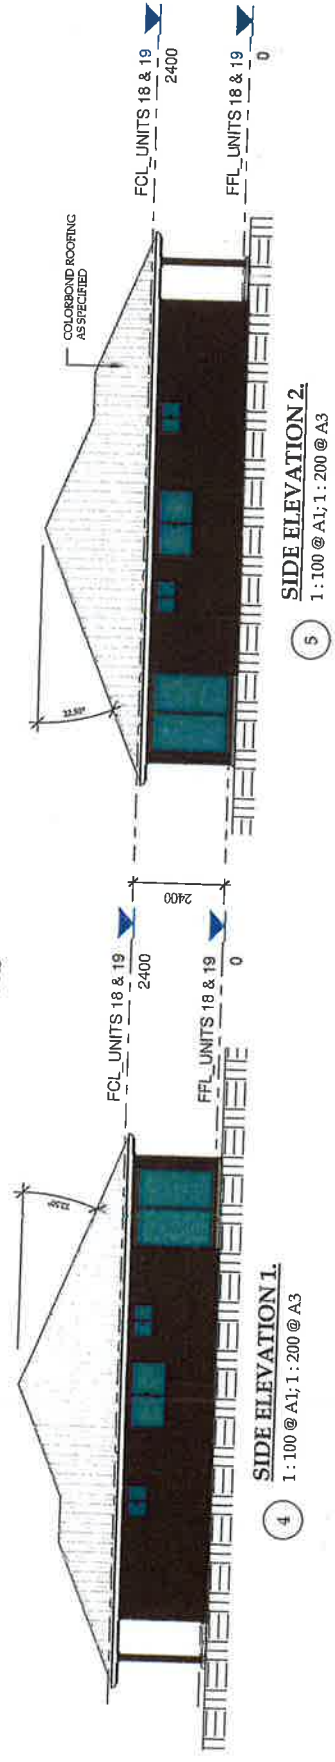 FCL_UNITS 18 & 19
2400
FFL_UNITS 18 & 19
0
2400
SIDE ELEVATION 1.
1 : 100 @ A1; 1 : 200 @ A3
4
22.50°
COLORBOND ROOFING
AS SPECIFIED
FCL_UNITS 18 & 19
2400
FFL_UNITS 18 & 19
0
SIDE ELEVATION 2.
1 : 100 @ A1; 1 : 200 @ A3
5